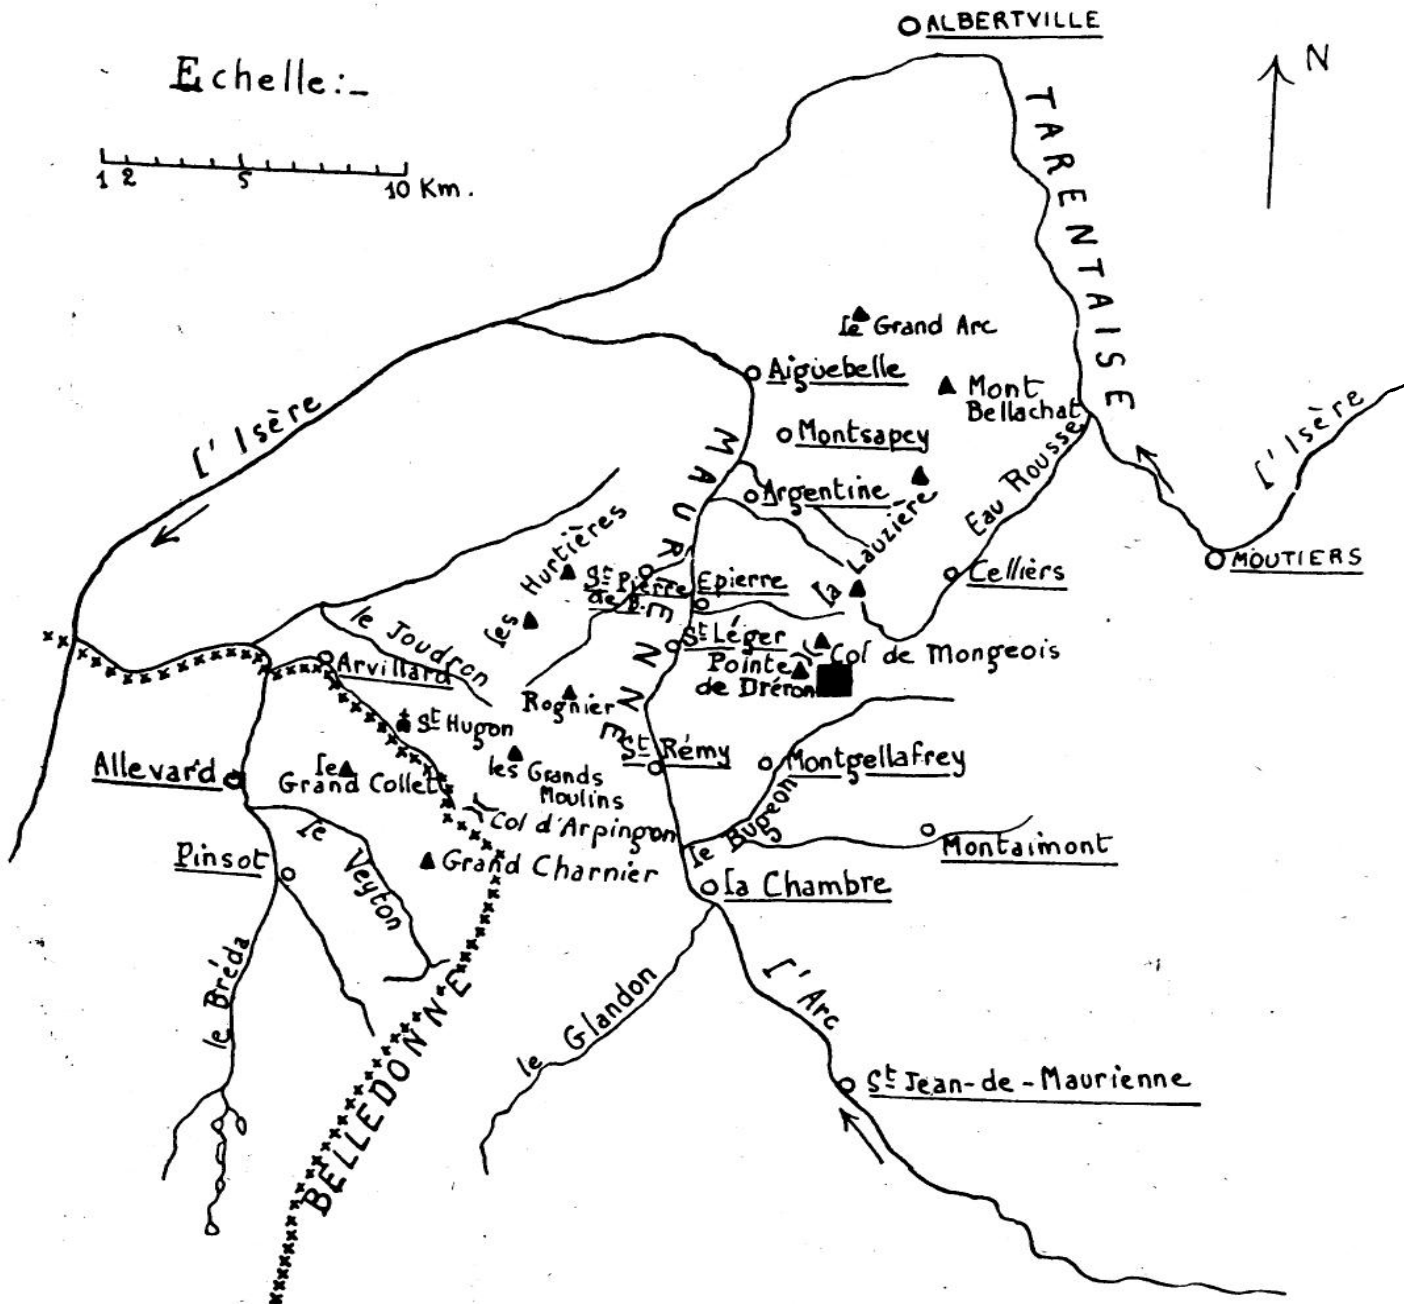 ALBERTVILLE
Echelle:-
N
1 2 5 10 Km.
TARENTAISE
le Grand Arc
Aiguebelle
Mont
Bellachat
l'Isère
l'Isère
MAURIENNE
Montsapey
Argentine
la Lauzière
Eau Rousse
MOUTIERS
les Hurtières
St Pierre
de B.
Epierre
Celliers
le Joudron
St Léger
Col de Mongeois
Pointe
de Dréron
Arvillard
Rognier
St Hugon
St Rémy
Montgellafrey
Allevard
le
Grand Collet
les Grands
Moulins
Col d'Arpingon
le Bugeon
Montaimont
le Veyton
Pinsot
Grand Charnier
la Chambre
le Bréda
BELLEDONNE
le Glandon
l'Arc
St Jean-de-Maurienne